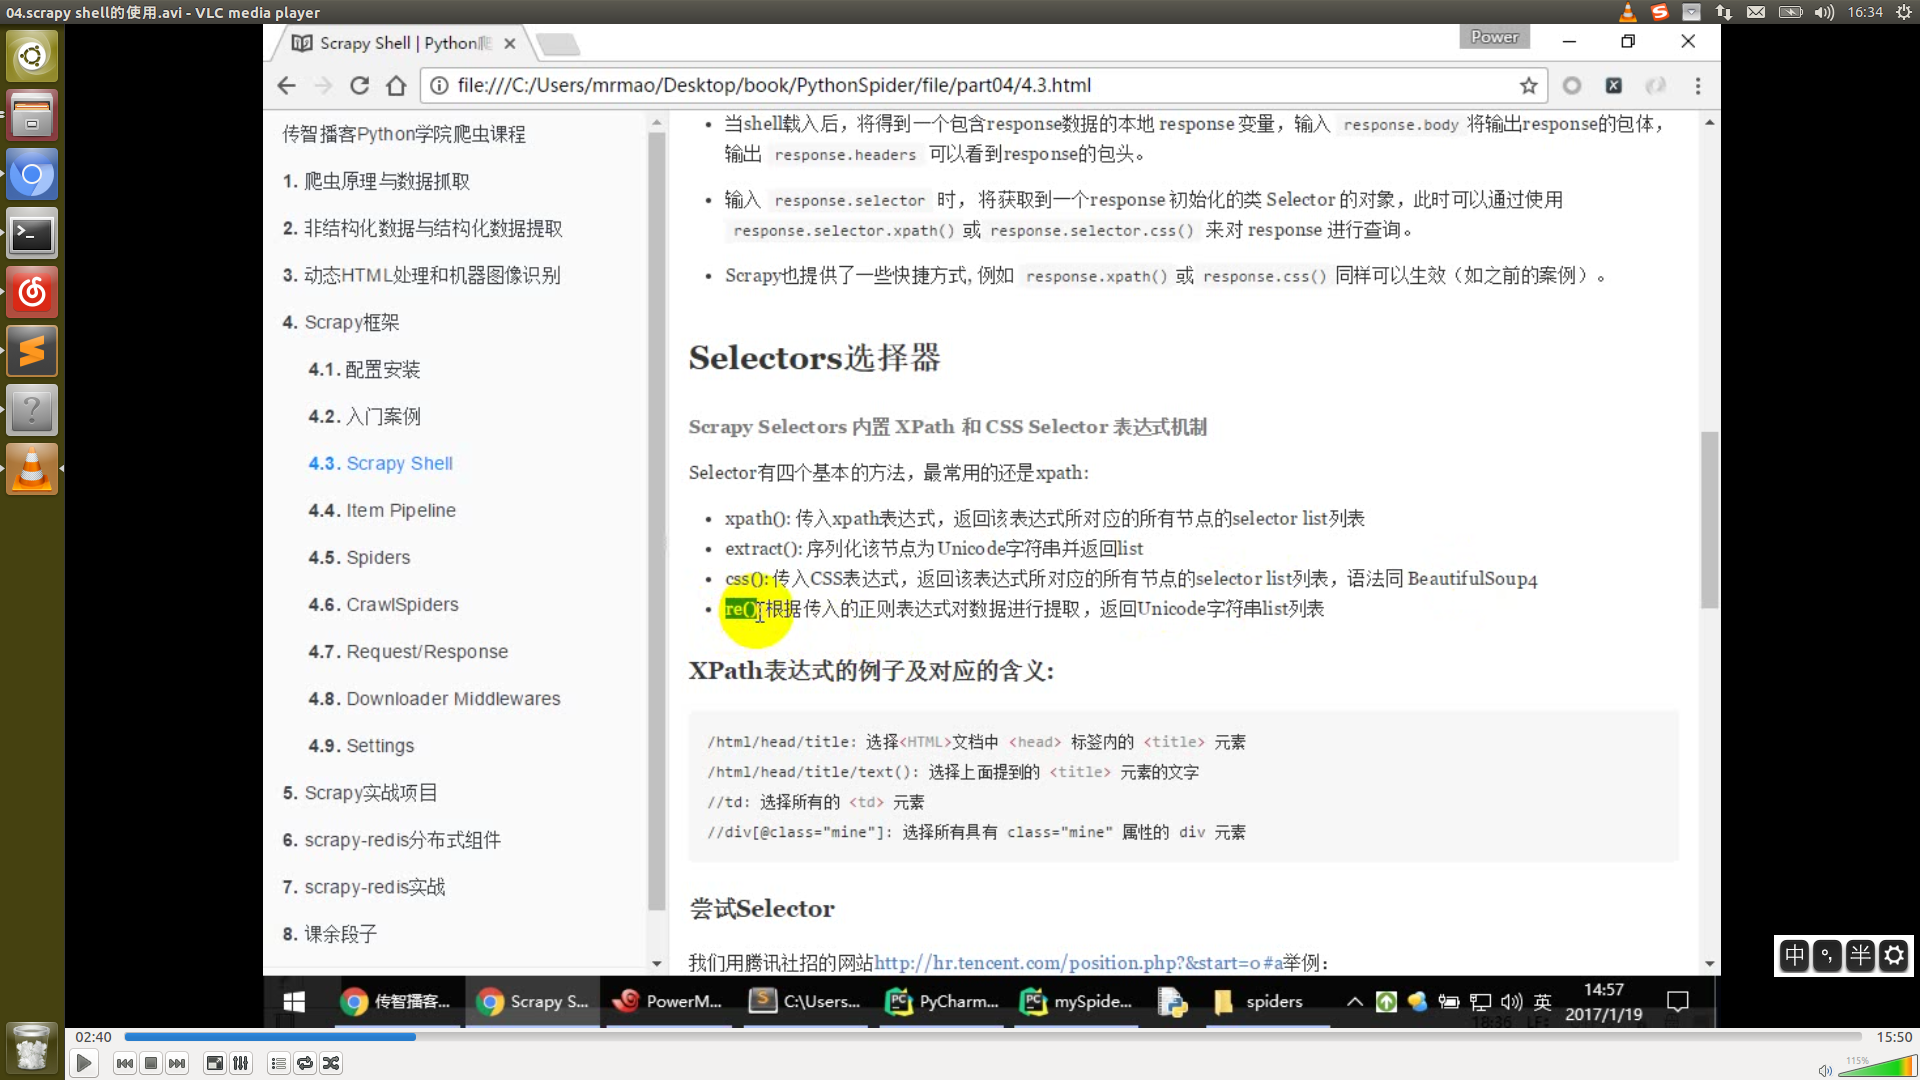 04.scrapy shell的使用.avi - VLC media player
16:34
Scrapy Shell | Python爬
Power
file:///C:/Users/mrmao/Desktop/book/PythonSpider/file/part04/4.3.html
传智播客Python学院爬虫课程
1. 爬虫原理与数据抓取
2. 非结构化数据与结构化数据提取
3. 动态HTML处理和机器图像识别
4. Scrapy框架
4.1. 配置安装
4.2. 入门案例
4.3. Scrapy Shell
4.4. Item Pipeline
4.5. Spiders
4.6. CrawlSpiders
4.7. Request/Response
4.8. Downloader Middlewares
4.9. Settings
5. Scrapy实战项目
6. scrapy-redis分布式组件
7. scrapy-redis实战
8. 课余段子
• 当shell载入后，将得到一个包含response数据的本地 response 变量，输入 response.body 将输出response的包体，
输出 response.headers 可以看到response的包头。
• 输入 response.selector 时， 将获取到一个response 初始化的类 Selector 的对象，此时可以通过使用
response.selector.xpath() 或 response.selector.css() 来对 response 进行查询。
• Scrapy也提供了一些快捷方式, 例如 response.xpath() 或 response.css() 同样可以生效（如之前的案例）。
Selectors选择器
Scrapy Selectors 内置 XPath 和 CSS Selector 表达式机制
Selector有四个基本的方法，最常用的还是xpath:
• xpath(): 传入xpath表达式，返回该表达式所对应的所有节点的selector list列表
• extract(): 序列化该节点为Unicode字符串并返回list
• css(): 传入CSS表达式，返回该表达式所对应的所有节点的selector list列表，语法同 BeautifulSoup4
• re(): 根据传入的正则表达式对数据进行提取，返回Unicode字符串list列表
XPath表达式的例子及对应的含义:
/html/head/title: 选择<HTML>文档中 <head> 标签内的 <title> 元素
/html/head/title/text(): 选择上面提到的 <title> 元素的文字
//td: 选择所有的 <td> 元素
//div[@class="mine"]: 选择所有具有 class="mine" 属性的 div 元素
尝试Selector
我们用腾讯社招的网站http://hr.tencent.com/position.php?&start=0#a举例：
中 °, 半
传智播客...
Scrapy S...
PowerM...
C:\Users...
PyCharm...
mySpide...
spiders
英
14:57
2017/1/19
02:40
15:50
115%